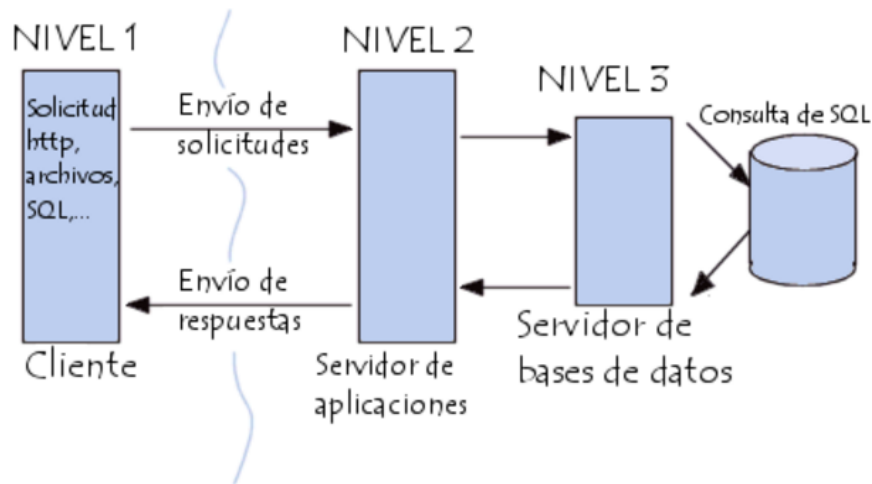 NIVEL 1
NIVEL 2
NIVEL 3
Solicitud
http,
archivos,
SQL,...
Envío de
solicitudes
Consulta de SQL
Envío de
respuestas
Cliente
Servidor de
aplicaciones
Servidor de
bases de datos